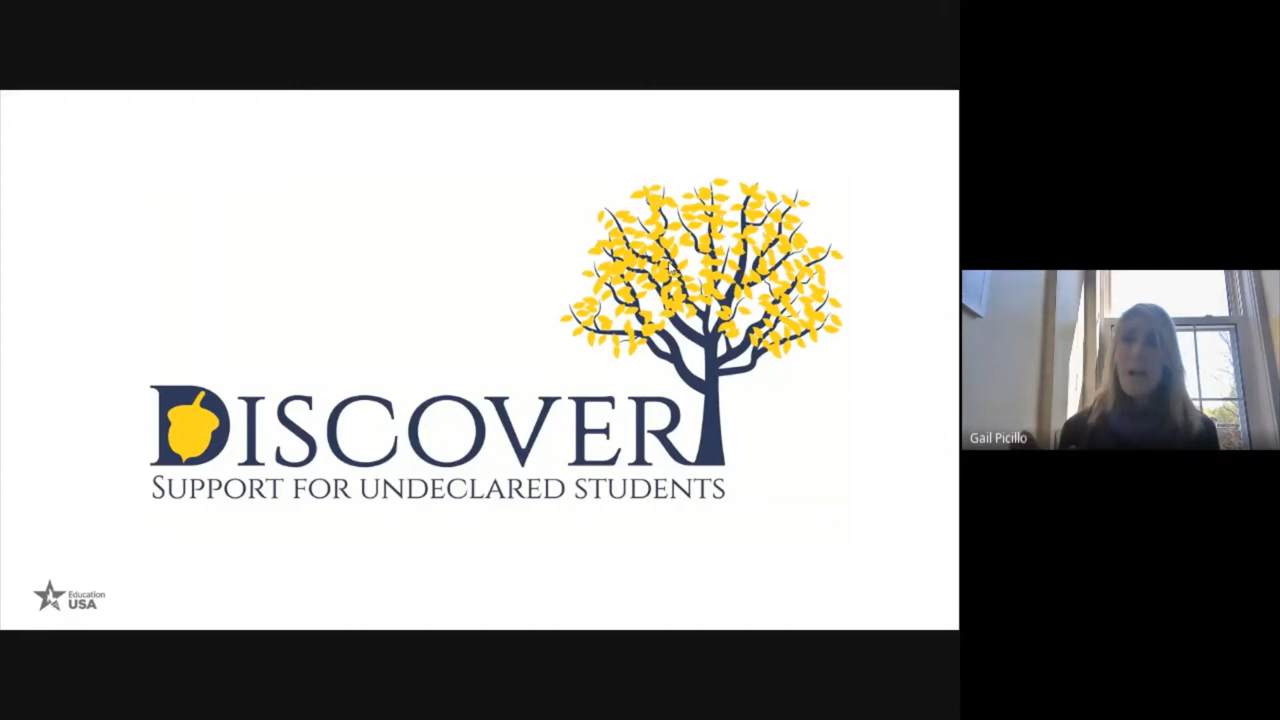 DISCOVER
SUPPORT FOR UNDECLARED STUDENTS
Education
USA
Gail Picillo